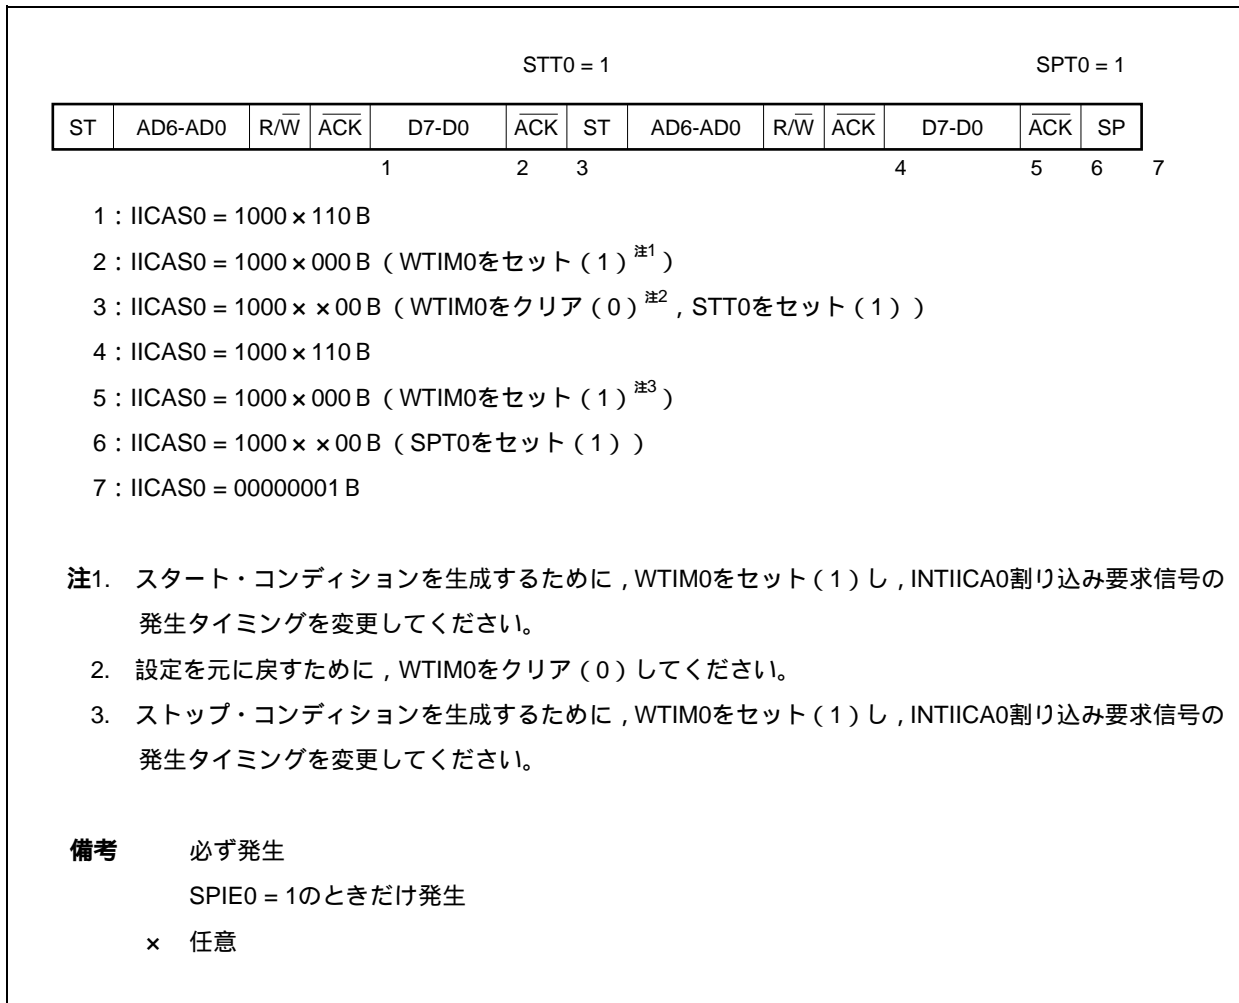 STT0 = 1 SPT0 = 1
ST AD6-AD0 R/W̅ A̅C̅K̅ D7-D0 A̅C̅K̅ ST AD6-AD0 R/W̅ A̅C̅K̅ D7-D0 A̅C̅K̅ SP
1 2 3 4 5 6 7
1：IICAS0 = 1000×110 B
2：IICAS0 = 1000×000 B（WTIM0をセット（1）注1）
3：IICAS0 = 1000××00 B（WTIM0をクリア（0）注2，STT0をセット（1））
4：IICAS0 = 1000×110 B
5：IICAS0 = 1000×000 B（WTIM0をセット（1）注3）
6：IICAS0 = 1000××00 B（SPT0をセット（1））
7：IICAS0 = 00000001 B
注1. スタート・コンディションを生成するために，WTIM0をセット（1）し，INTIICA0割り込み要求信号の
発生タイミングを変更してください。
2. 設定を元に戻すために，WTIM0をクリア（0）してください。
3. ストップ・コンディションを生成するために，WTIM0をセット（1）し，INTIICA0割り込み要求信号の
発生タイミングを変更してください。
備考 必ず発生
SPIE0 = 1のときだけ発生
× 任意